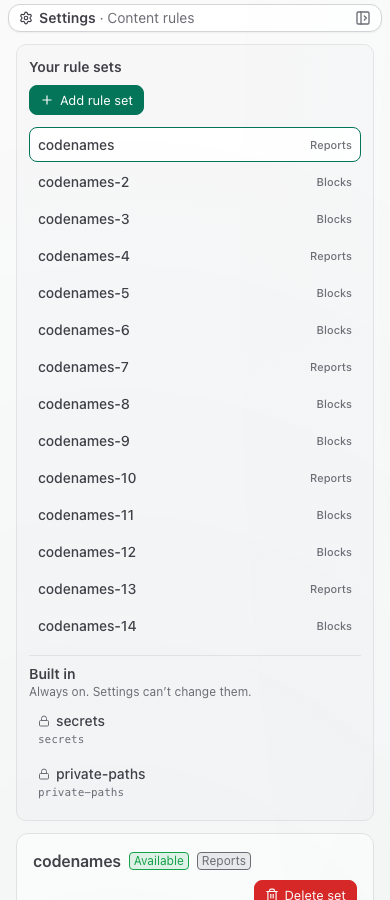 Settings · Content rules
Your rule sets
Add rule set
codenames Reports
codenames-2 Blocks
codenames-3 Blocks
codenames-4 Reports
codenames-5 Blocks
codenames-6 Blocks
codenames-7 Reports
codenames-8 Blocks
codenames-9 Blocks
codenames-10 Reports
codenames-11 Blocks
codenames-12 Blocks
codenames-13 Reports
codenames-14 Blocks
Built in
Always on. Settings can't change them.
secrets
secrets
private-paths
private-paths
codenames Available Reports
Delete set